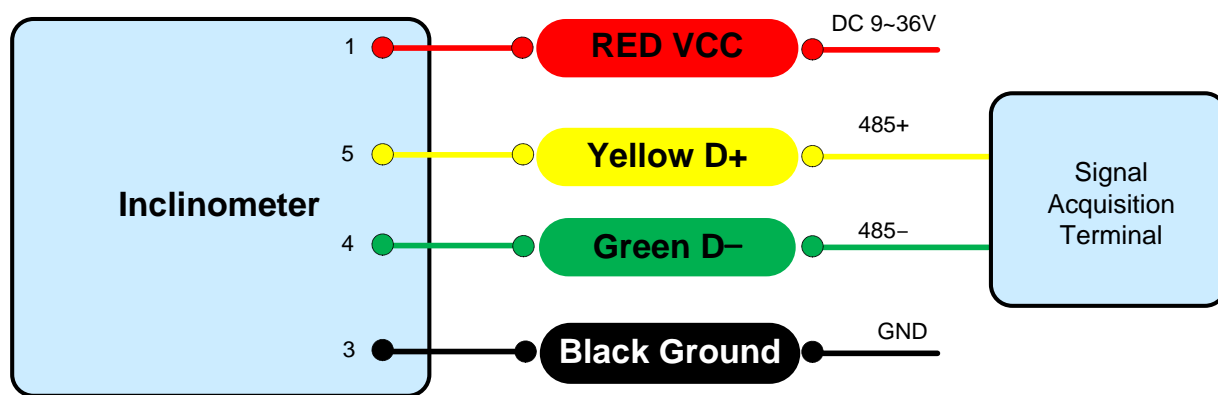 1
RED VCC
DC 9~36V
5
Yellow D+
485+
Inclinometer
4
Green D–
485–
Signal
Acquisition
Terminal
3
Black Ground
GND